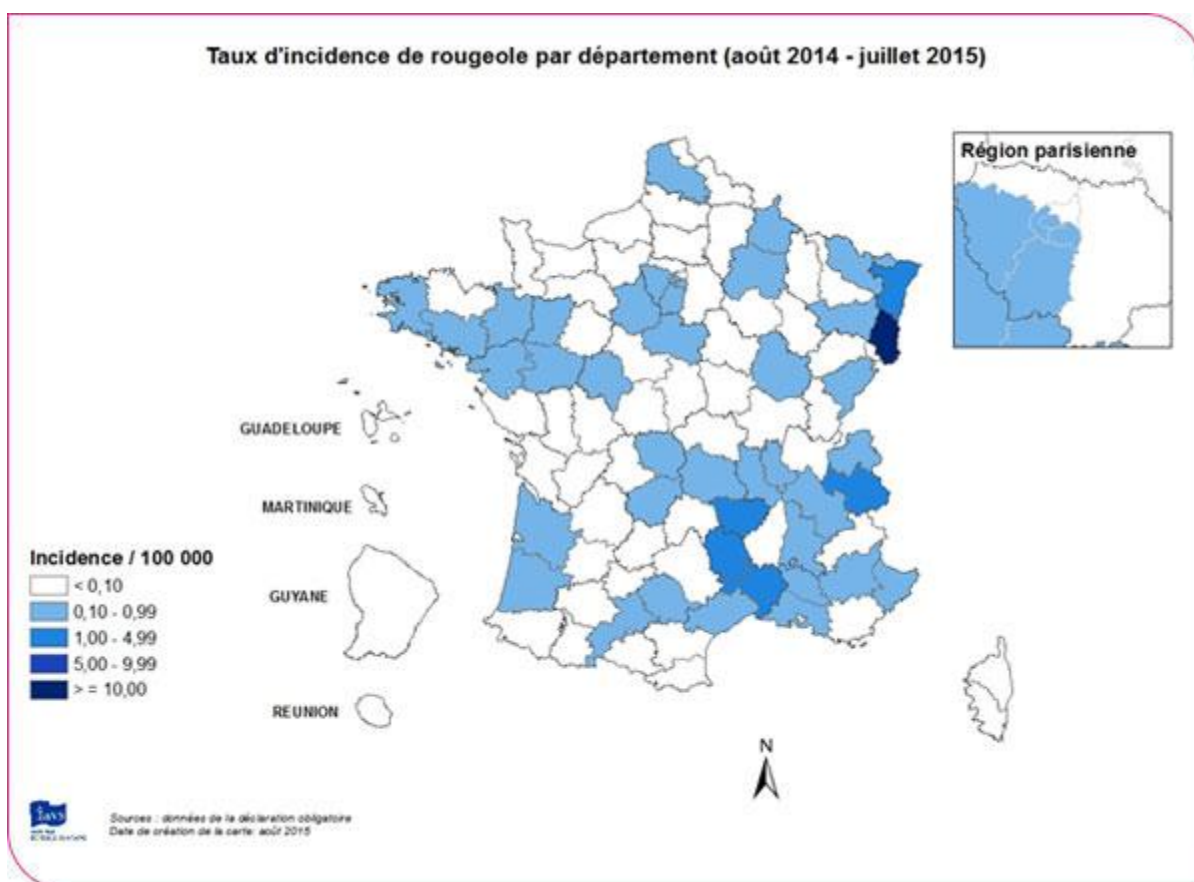 Taux d'incidence de rougeole par département (août 2014 - juillet 2015)
Région parisienne
GUADELOUPE
MARTINIQUE
GUYANE
REUNION
Incidence / 100 000
< 0,10
0,10 - 0,99
1,00 - 4,99
5,00 - 9,99
> = 10,00
N
Sources : données de la déclaration obligatoire
Date de création de la carte: août 2015